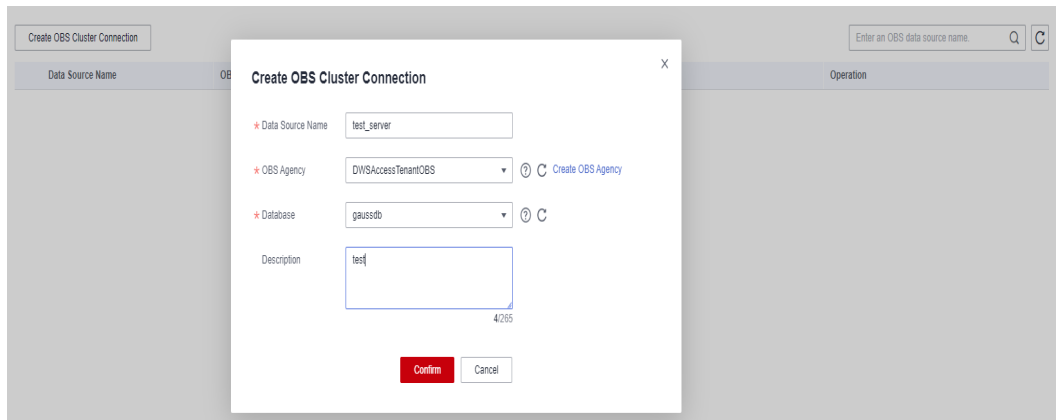 Create OBS Cluster Connection
Enter an OBS data source name.
Data Source Name
OB
Operation
Create OBS Cluster Connection
X
* Data Source Name test_server
* OBS Agency DWSAccessTenantOBS ? Create OBS Agency
* Database gaussdb ?
Description test
4/265
Confirm Cancel